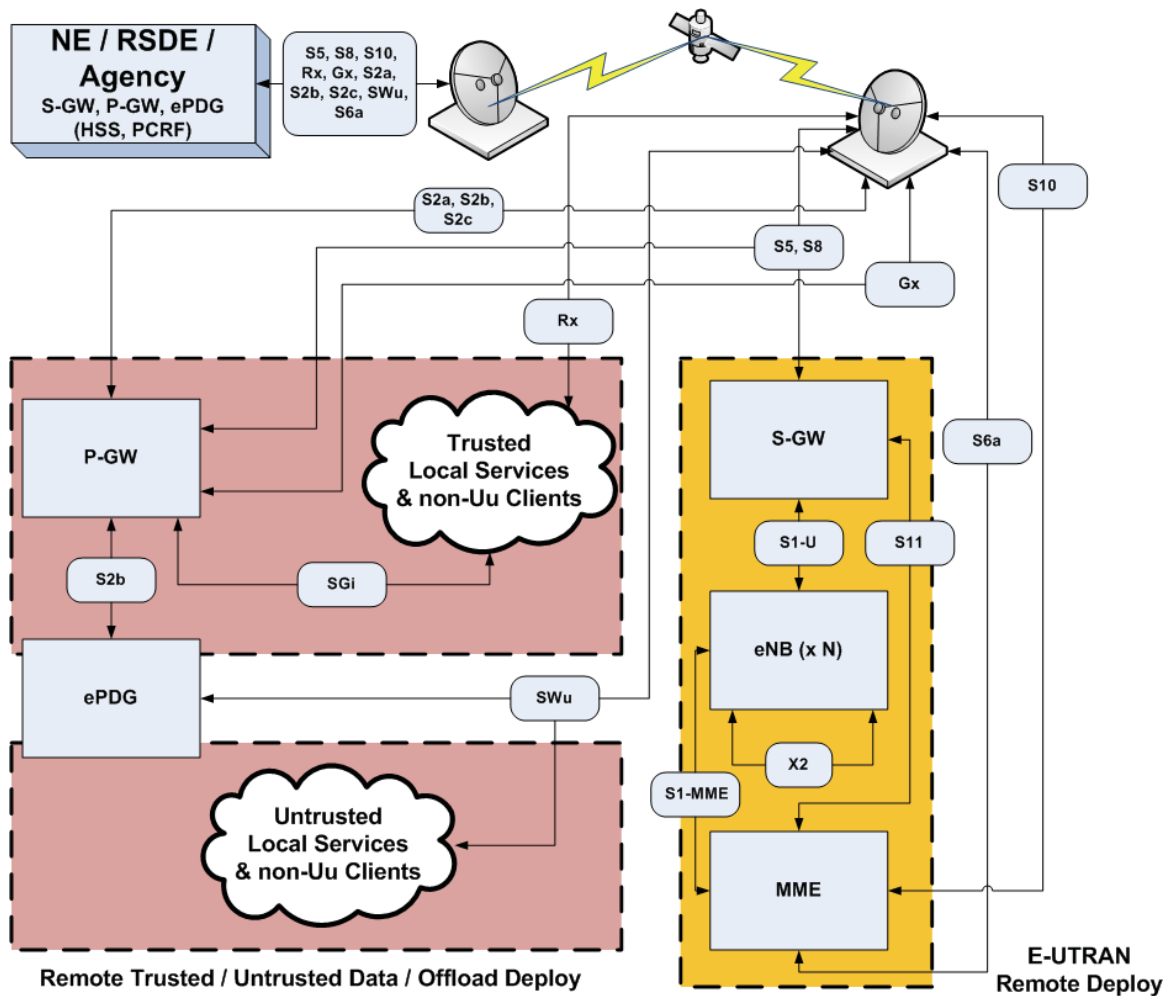 NE / RSDE /
Agency
S-GW, P-GW, ePDG
(HSS, PCRF)
S5, S8, S10,
Rx, Gx, S2a,
S2b, S2c, SWu,
S6a
S10
S2a, S2b,
S2c
S5, S8
Gx
Rx
P-GW
Trusted
Local Services
& non-Uu Clients
S-GW
S6a
S1-U
S11
S2b
SGi
eNB (x N)
ePDG
SWu
X2
S1-MME
Untrusted
Local Services
& non-Uu Clients
MME
Remote Trusted / Untrusted Data / Offload Deploy
E-UTRAN
Remote Deploy